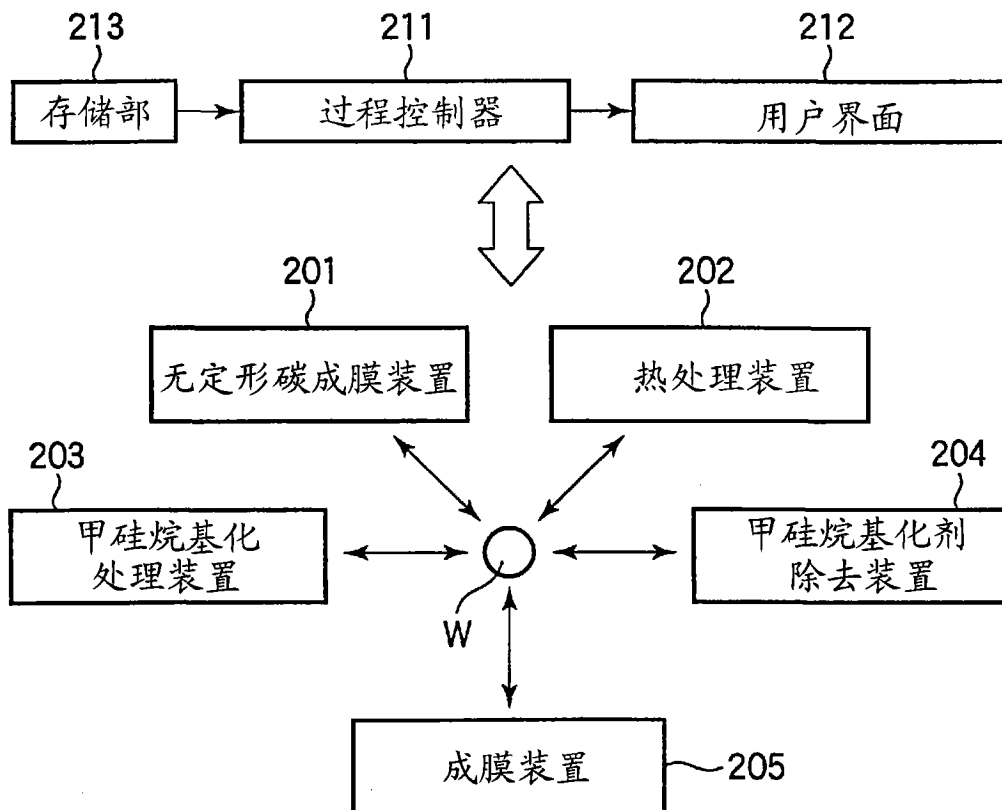 213
211
212
存储部
过程控制器
用户界面
201
202
无定形碳成膜装置
热处理装置
203
204
甲硅烷基化
处理装置
甲硅烷基化剂
除去装置
W
成膜装置
205